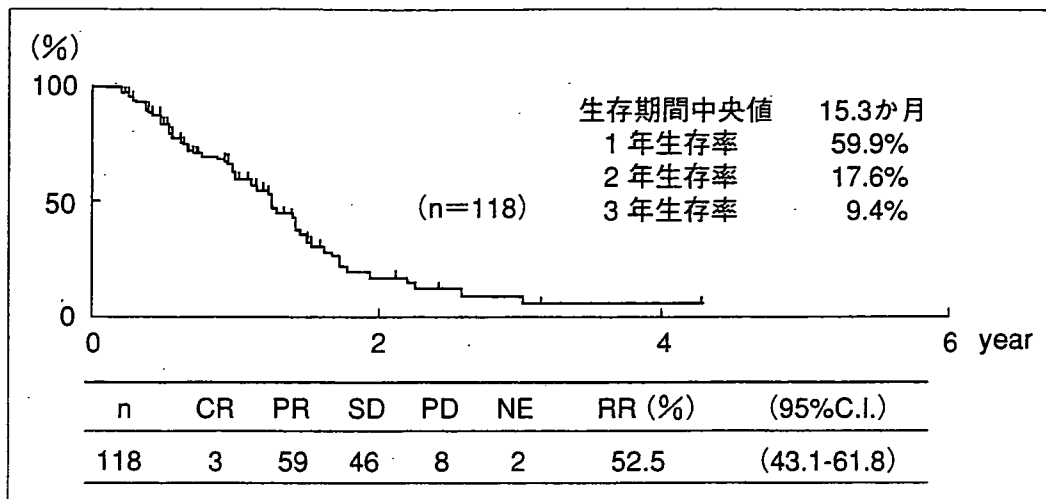 (%)
100
50
0
0
2
4
6
year
(n=118)
生存期間中央値 15.3か月
1年生存率 59.9%
2年生存率 17.6%
3年生存率 9.4%
n CR PR SD PD NE RR (%) (95%C.I.)
118 3 59 46 8 2 52.5 (43.1-61.8)